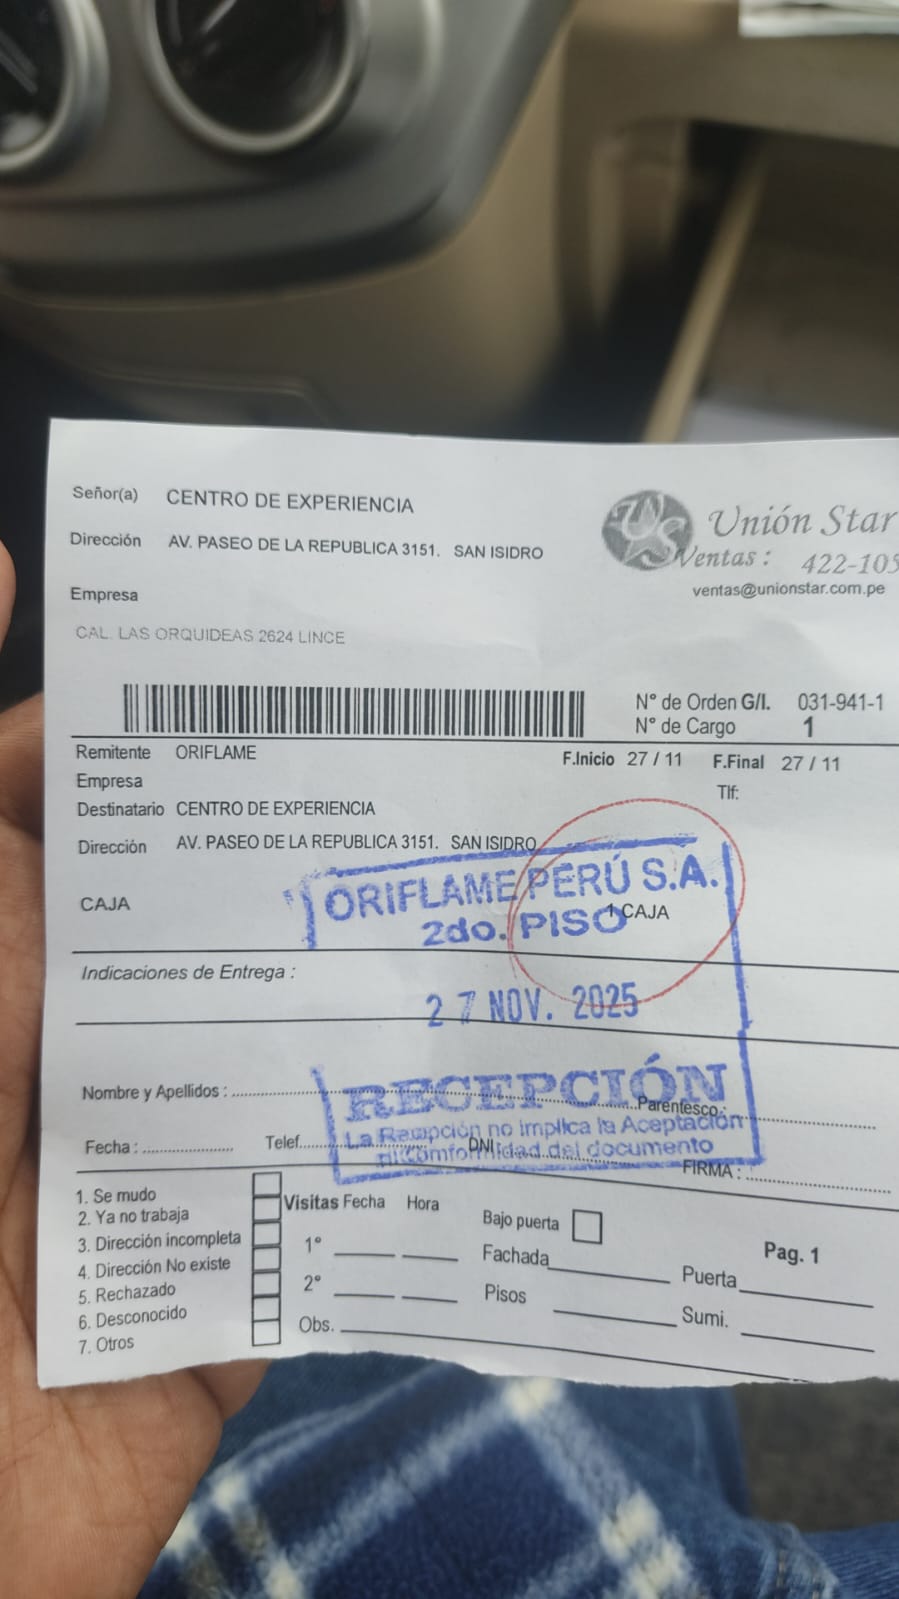 Señor(a) CENTRO DE EXPERIENCIA
Dirección AV. PASEO DE LA REPUBLICA 3151. SAN ISIDRO
Empresa
CAL. LAS ORQUIDEAS 2624 LINCE
US
Unión Star
Ventas : 422-105
ventas@unionstar.com.pe
N° de Orden G/I. 031-941-1
N° de Cargo 1
Remitente ORIFLAME
F.Inicio 27 / 11 F.Final 27 / 11
Empresa
Tlf:
Destinatario CENTRO DE EXPERIENCIA
Dirección AV. PASEO DE LA REPUBLICA 3151. SAN ISIDRO
CAJA
1 CAJA
ORIFLAME PERÚ S.A.
2do. PISO
Indicaciones de Entrega :
27 NOV. 2025
RECEPCIÓN
La Recepción no implica la Aceptación
ni Conformidad del documento
Nombre y Apellidos :
Parentesco :
Fecha : Telef. DNI
FIRMA :
1. Se mudo
2. Ya no trabaja
3. Dirección incompleta
4. Dirección No existe
5. Rechazado
6. Desconocido
7. Otros
Visitas Fecha Hora
1°
2°
Obs.
Bajo puerta
Fachada
Pisos
Pag. 1
Puerta
Sumi.